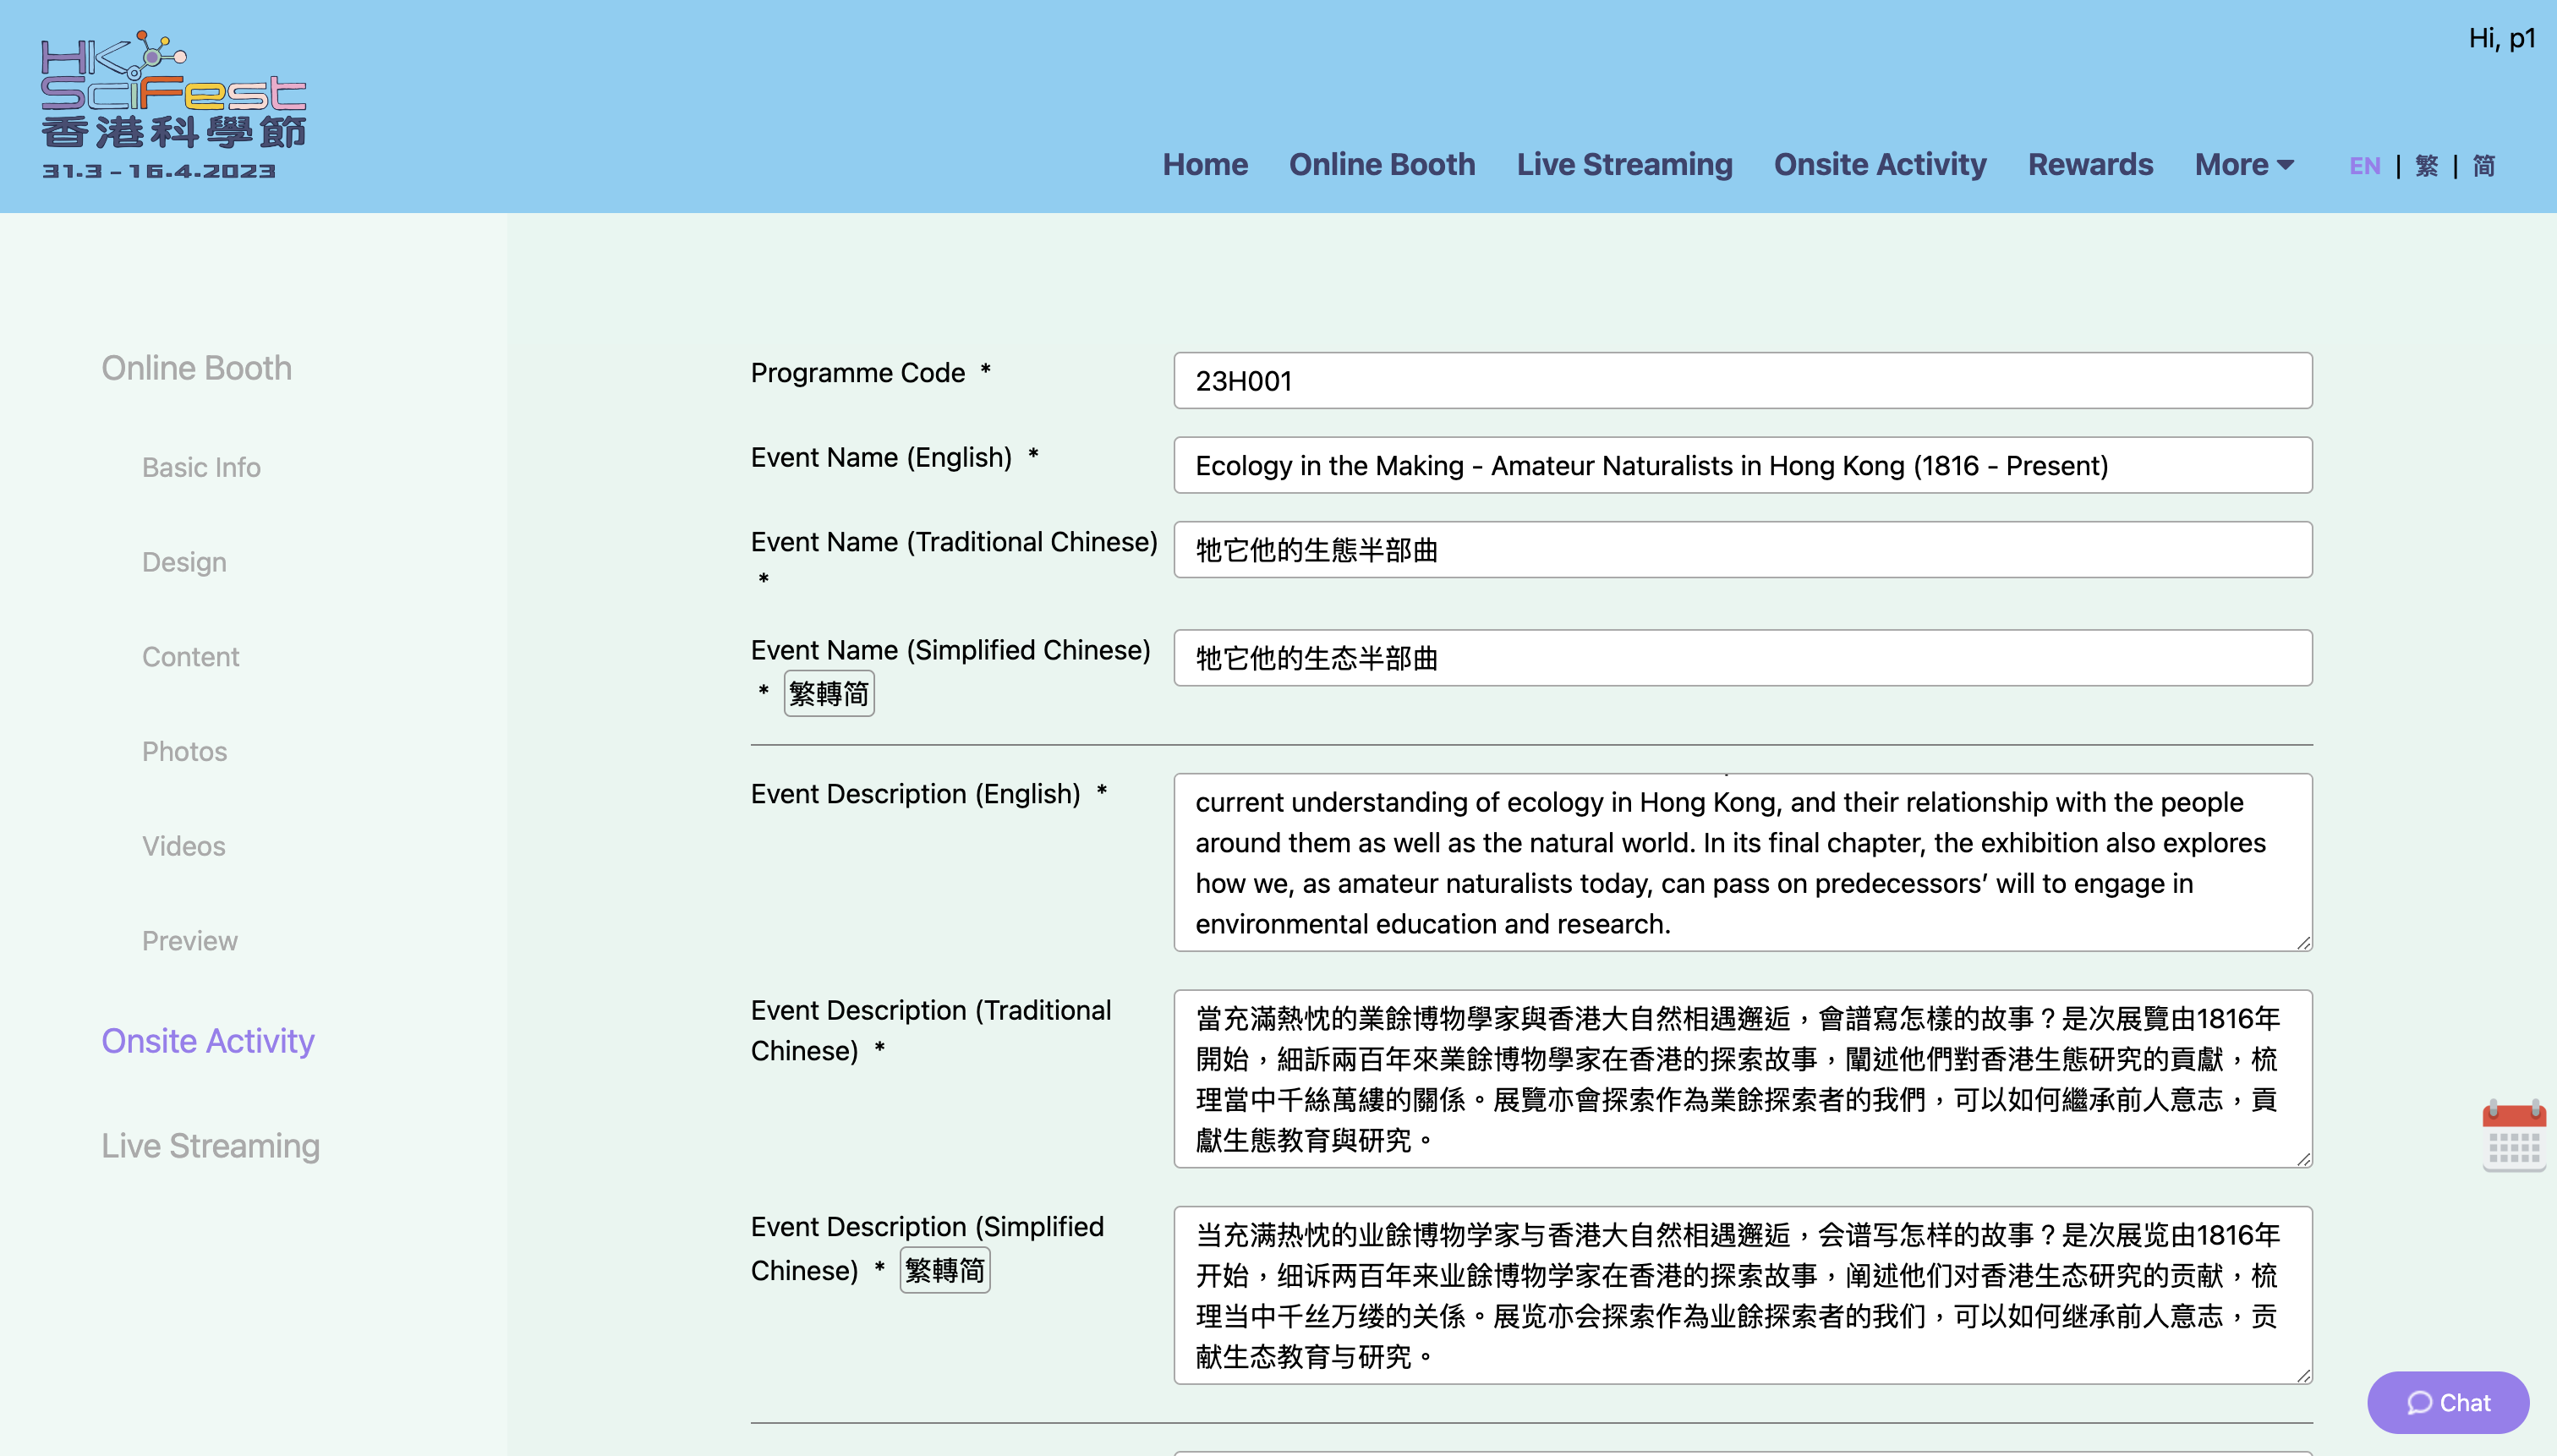 HK
SciFest
香港科學節
31.3 – 16.4.2023
Hi, p1
Home Online Booth Live Streaming Onsite Activity Rewards More EN | 繁 | 简
Online Booth
Basic Info
Design
Content
Photos
Videos
Preview
Onsite Activity
Live Streaming
Programme Code *
23H001
Event Name (English) *
Ecology in the Making - Amateur Naturalists in Hong Kong (1816 - Present)
Event Name (Traditional Chinese)
*
牠它他的生態半部曲
Event Name (Simplified Chinese)
* 繁轉简
牠它他的生态半部曲
Event Description (English) *
current understanding of ecology in Hong Kong, and their relationship with the people
around them as well as the natural world. In its final chapter, the exhibition also explores
how we, as amateur naturalists today, can pass on predecessors’ will to engage in
environmental education and research.
Event Description (Traditional
Chinese) *
當充滿熱忱的業餘博物學家與香港大自然相遇邂逅，會譜寫怎樣的故事？是次展覽由1816年
開始，細訴兩百年來業餘博物學家在香港的探索故事，闡述他們對香港生態研究的貢獻，梳
理當中千絲萬縷的關係。展覽亦會探索作為業餘探索者的我們，可以如何繼承前人意志，貢
獻生態教育與研究。
Event Description (Simplified
Chinese) * 繁轉简
当充满热忱的业餘博物学家与香港大自然相遇邂逅，会谱写怎样的故事？是次展览由1816年
开始，细诉两百年来业餘博物学家在香港的探索故事，阐述他们对香港生态研究的贡献，梳
理当中千丝万缕的关係。展览亦会探索作為业餘探索者的我们，可以如何继承前人意志，贡
献生态教育与研究。
Chat